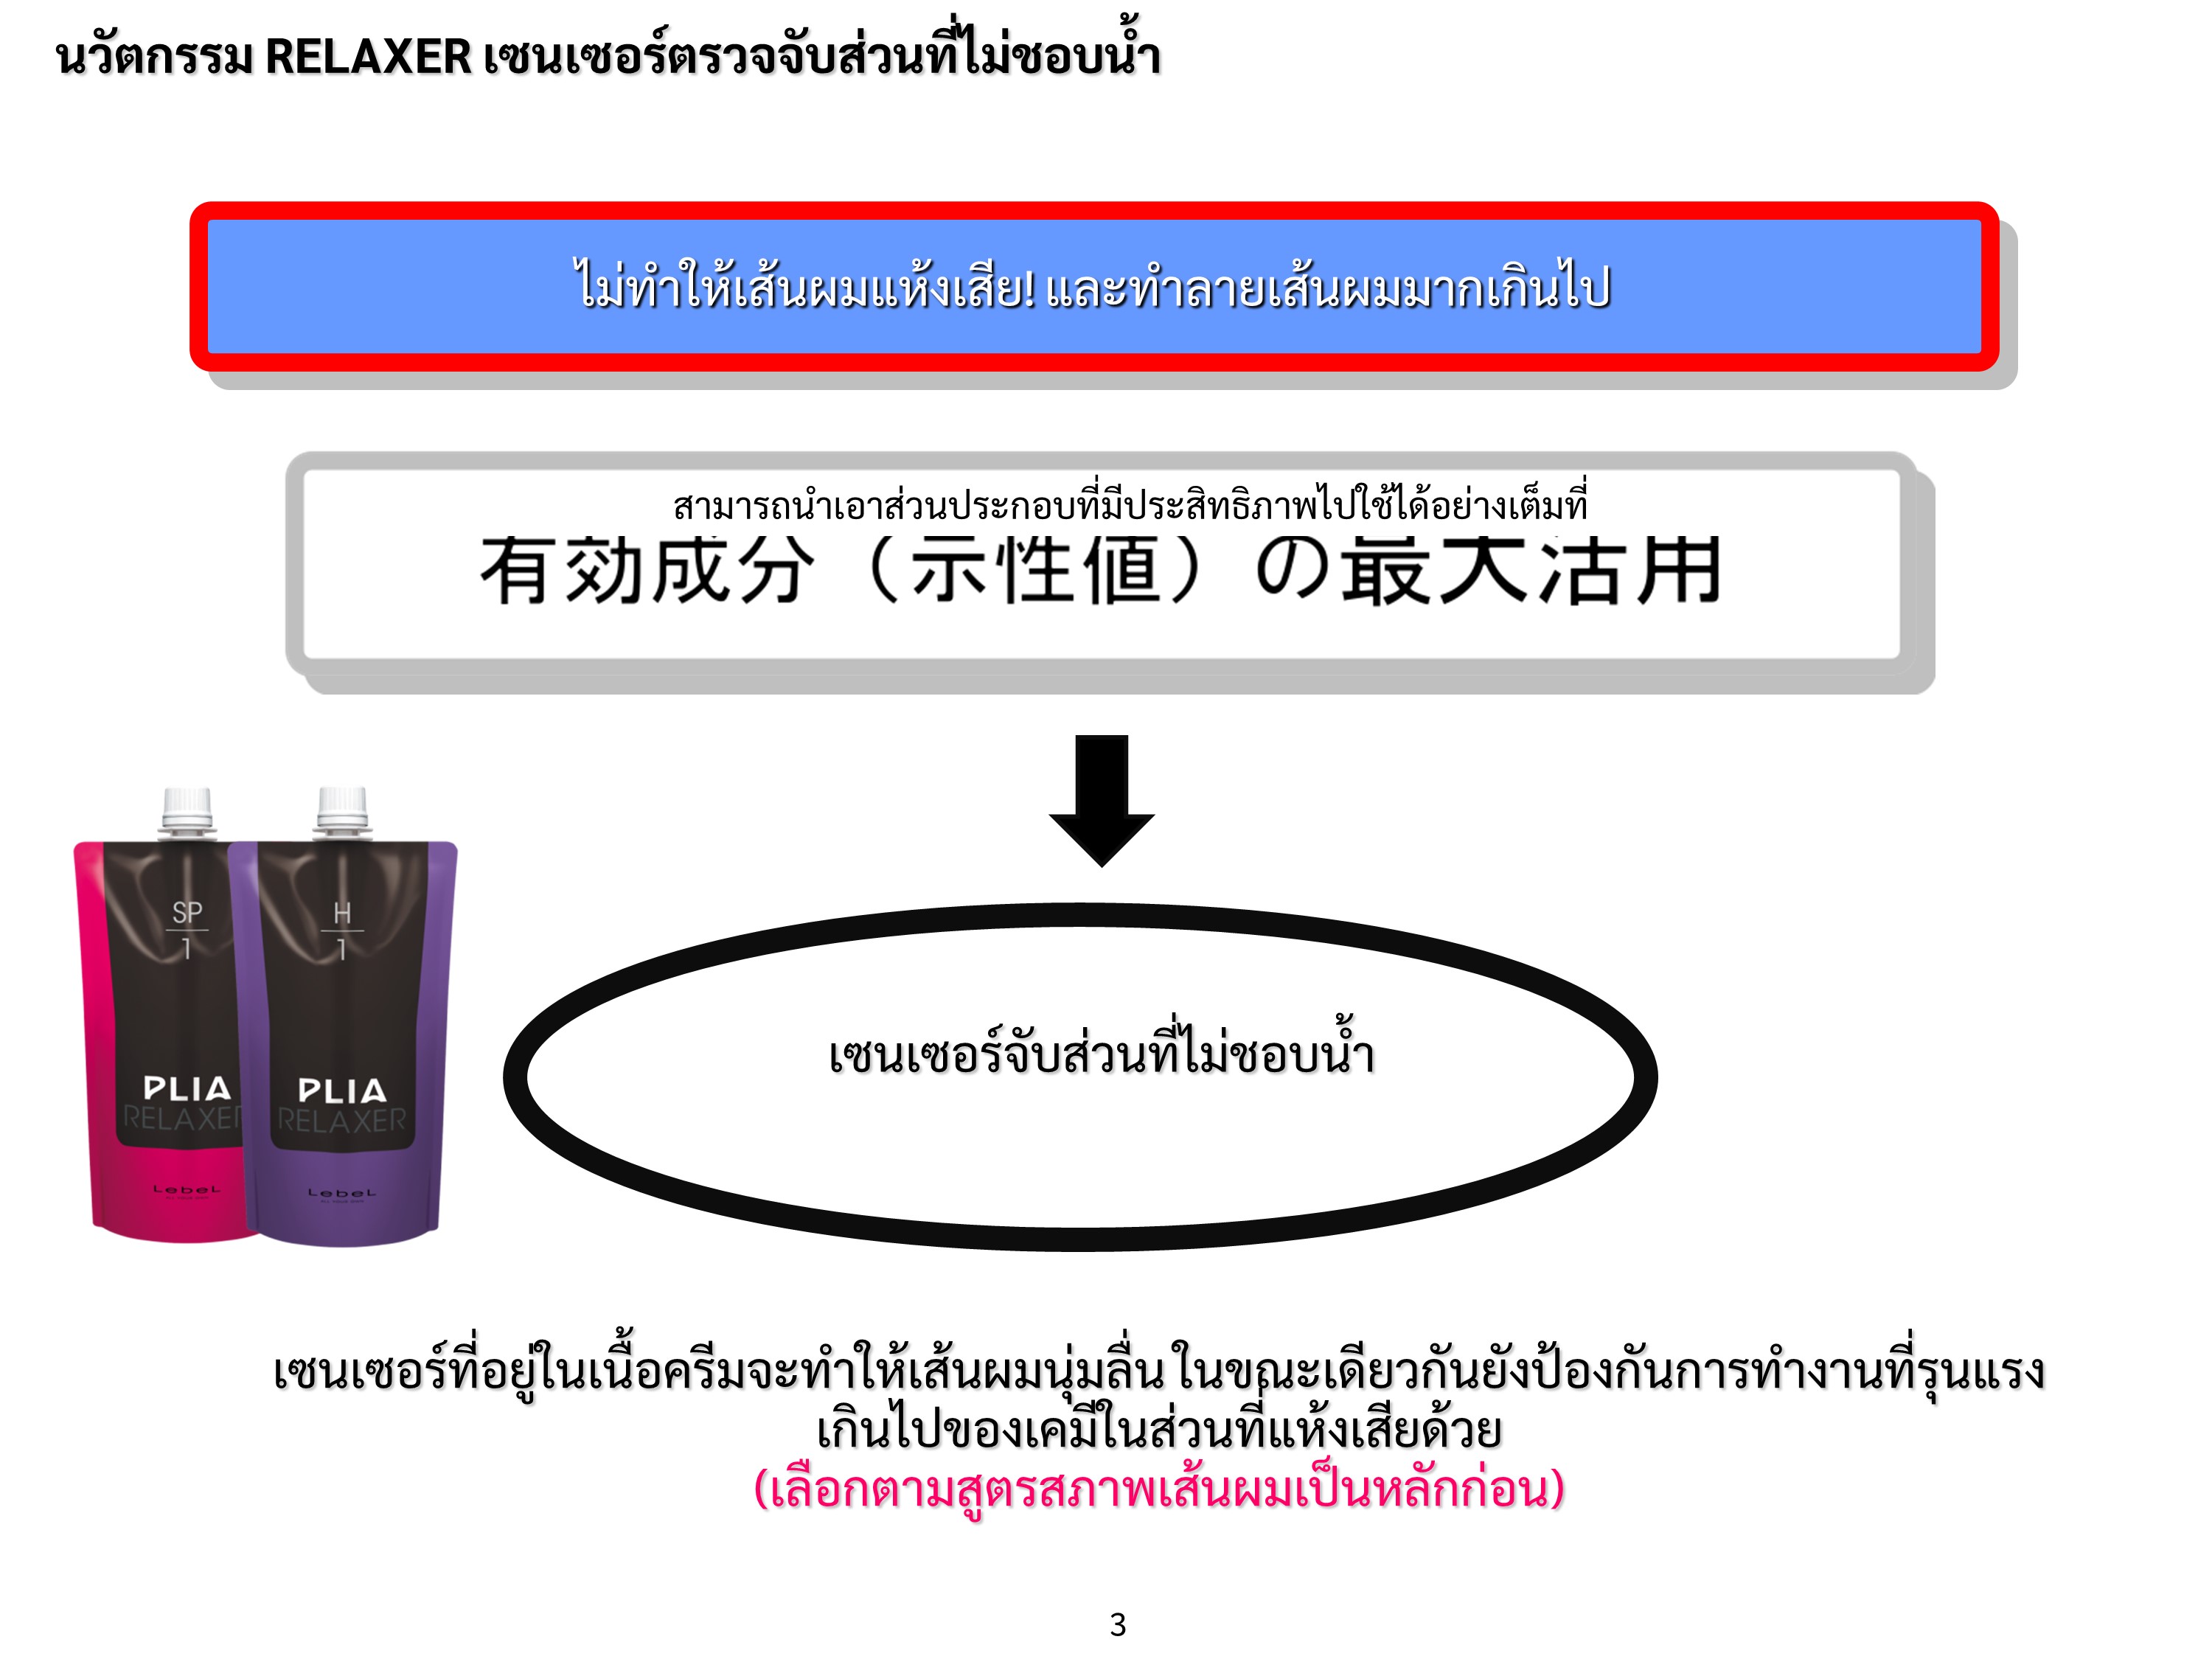 นวัตกรรม RELAXER เซนเซอร์ตรวจจับส่วนที่ไม่ชอบน้ำ
ไม่ทำให้เส้นผมแห้งเสีย! และทำลายเส้นผมมากเกินไป
สามารถนำเอาส่วนประกอบที่มีประสิทธิภาพไปใช้ได้อย่างเต็มที่
有効成分（示性値）の最大活用
SP
1
PLIA
RELAXER
LebeL
H
1
PLIA
RELAXER
LebeL
เซนเซอร์จับส่วนที่ไม่ชอบน้ำ
เซนเซอร์ที่อยู่ในเนื้อครีมจะทำให้เส้นผมนุ่มลื่น ในขณะเดียวกันยังป้องกันการทำงานที่รุนแรง
เกินไปของเคมีในส่วนที่แห้งเสียด้วย
(เลือกตามสูตรสภาพเส้นผมเป็นหลักก่อน)
3